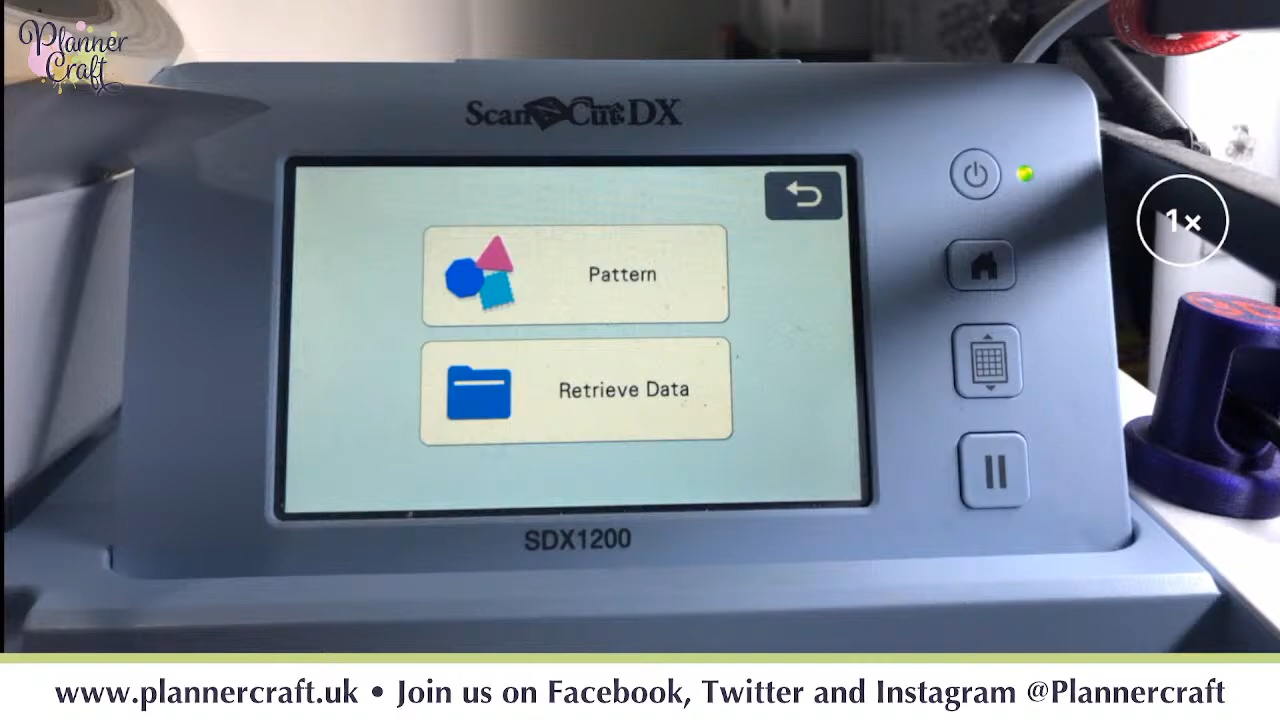 Planner
Craft
ScanNCut DX
Pattern
Retrieve Data
1x
SDX1200
www.plannercraft.uk • Join us on Facebook, Twitter and Instagram @Plannercraft